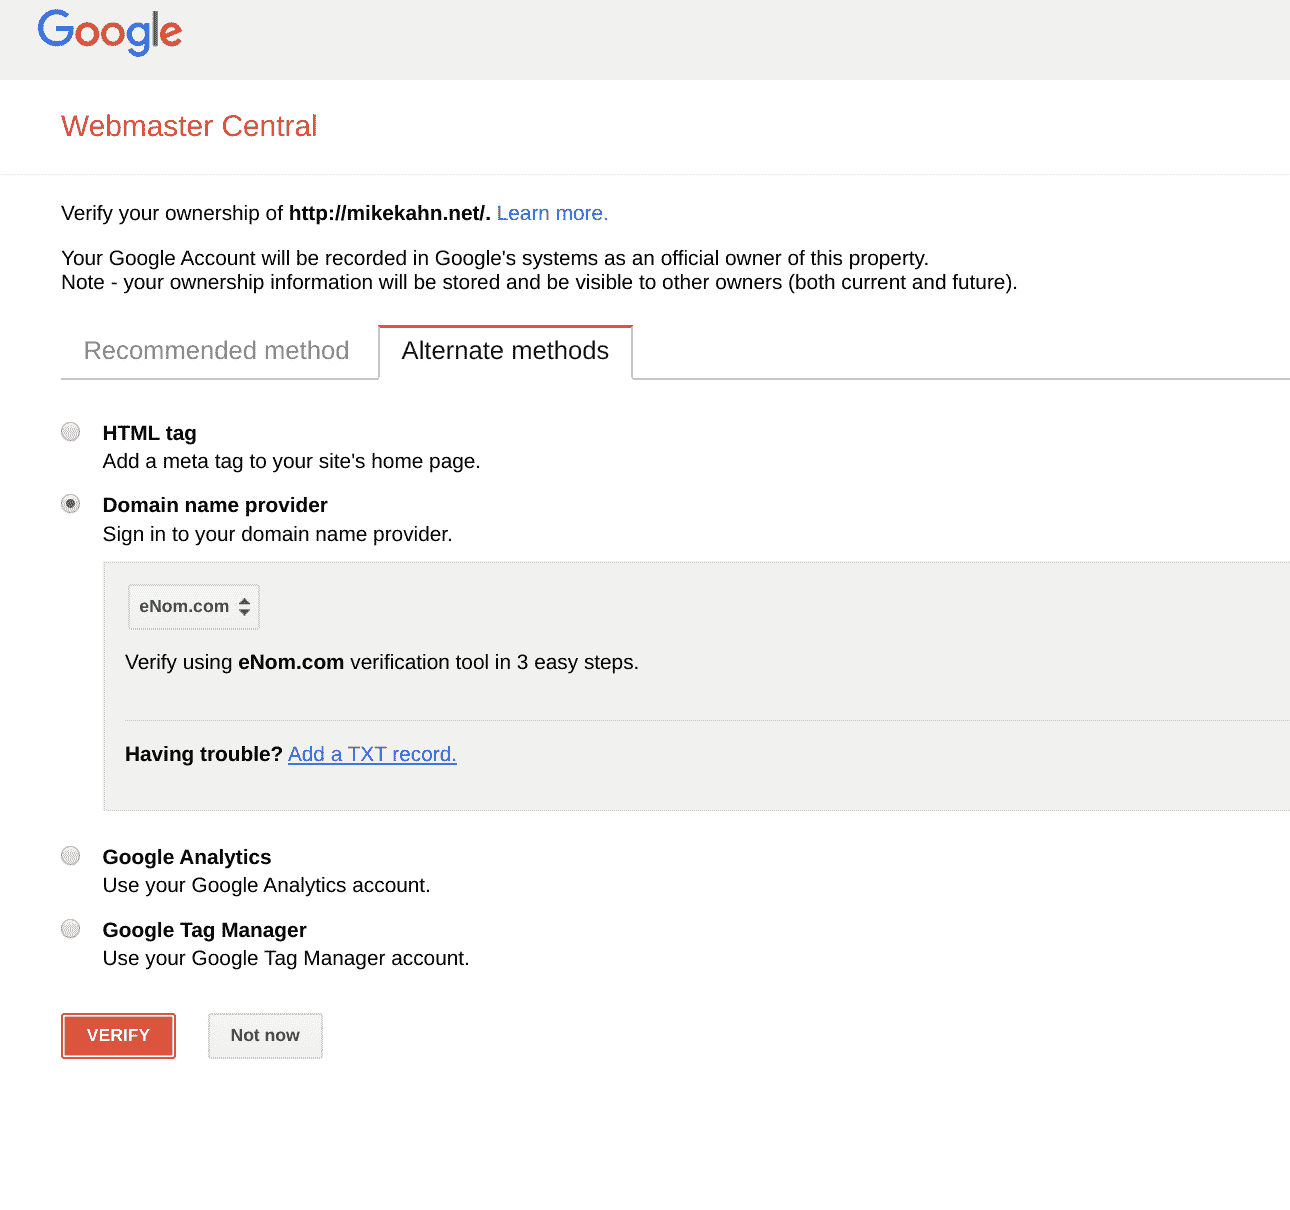 Google
Webmaster Central
Verify your ownership of http://mikekahn.net/. Learn more.
Your Google Account will be recorded in Google's systems as an official owner of this property.
Note - your ownership information will be stored and be visible to other owners (both current and future).
Recommended method
Alternate methods
HTML tag
Add a meta tag to your site's home page.
Domain name provider
Sign in to your domain name provider.
eNom.com
Verify using eNom.com verification tool in 3 easy steps.
Having trouble? Add a TXT record.
Google Analytics
Use your Google Analytics account.
Google Tag Manager
Use your Google Tag Manager account.
VERIFY
Not now